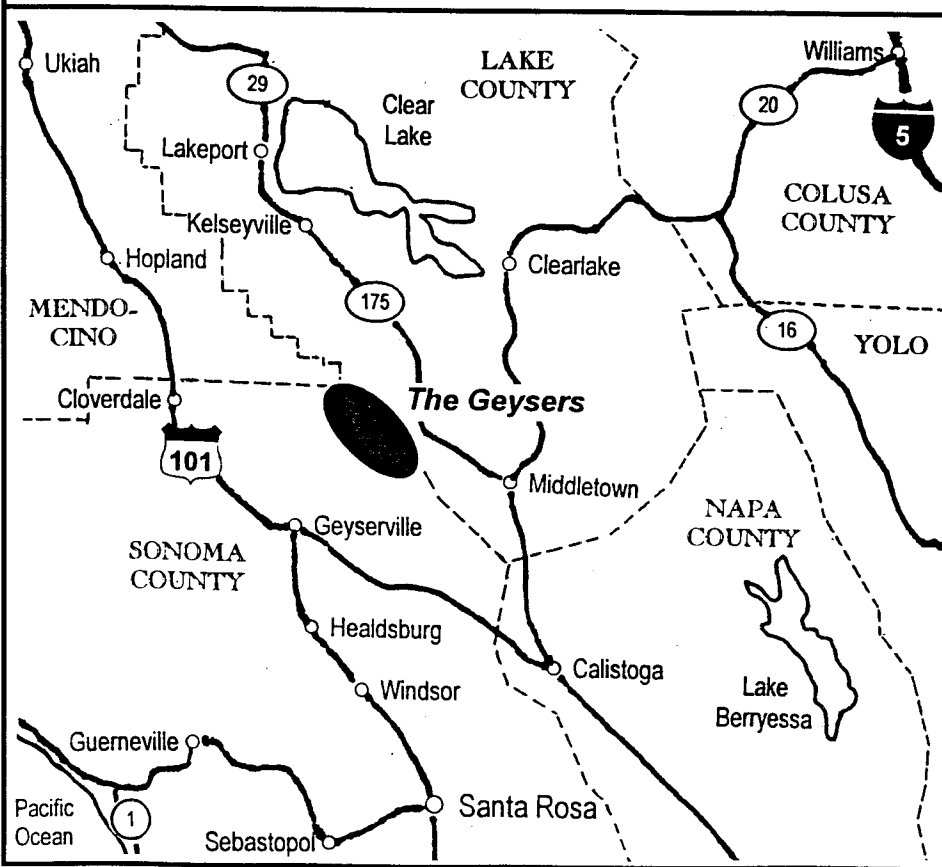 Ukiah
LAKE
COUNTY
Williams
29
Clear
Lake
20
5
Lakeport
COLUSA
COUNTY
Kelseyville
Hopland
Clearlake
175
MENDO-
CINO
16
YOLO
Cloverdale
The Geysers
101
Middletown
NAPA
COUNTY
Geyserville
SONOMA
COUNTY
Healdsburg
Calistoga
Windsor
Lake
Berryessa
Guerneville
Pacific
Ocean
1
Santa Rosa
Sebastopol